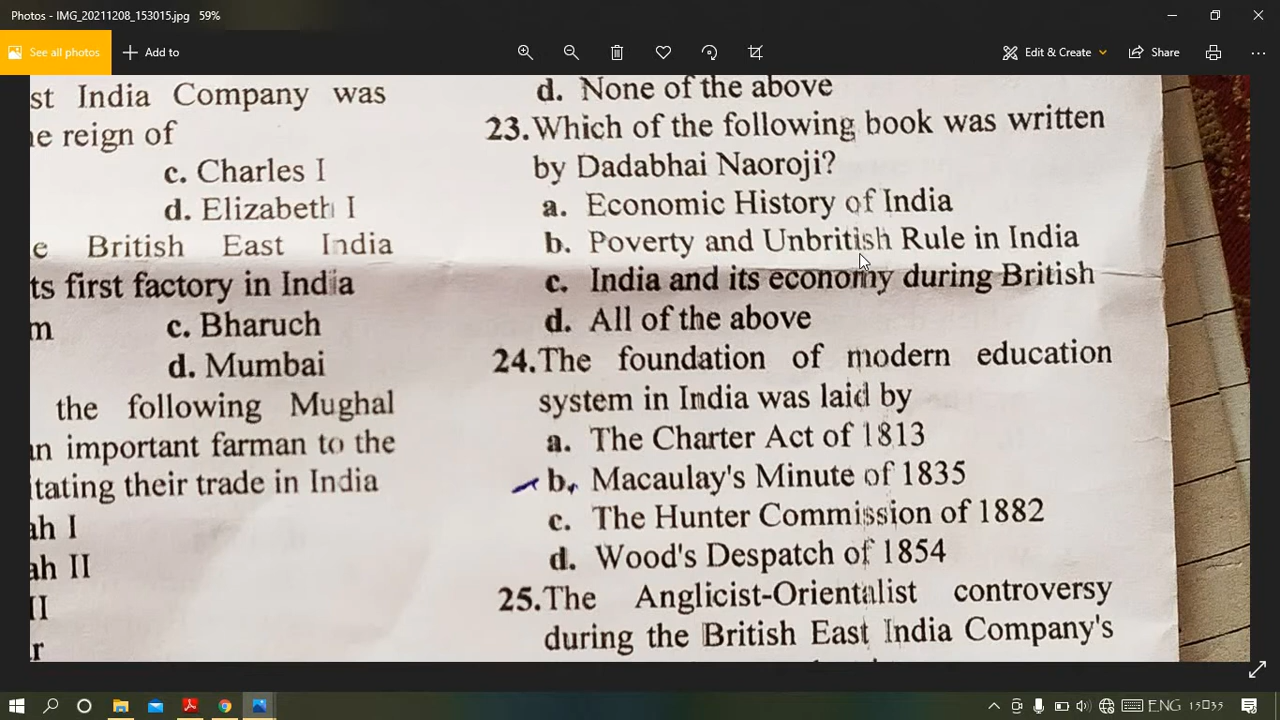 Photos - IMG_20211208_153015.jpg 59%
See all photos
Add to
Edit & Create
Share
st India Company was
e reign of
c. Charles I
d. Elizabeth I
e British East India
ts first factory in India
m c. Bharuch
d. Mumbai
the following Mughal
n important farman to the
itating their trade in India
ah I
ah II
II
r
d. None of the above
23. Which of the following book was written
by Dadabhai Naoroji?
a. Economic History of India
b. Poverty and Unbritish Rule in India
c. India and its economy during British
d. All of the above
24. The foundation of modern education
system in India was laid by
a. The Charter Act of 1813
b. Macaulay's Minute of 1835
c. The Hunter Commission of 1882
d. Wood's Despatch of 1854
25. The Anglicist-Orientalist controversy
during the British East India Company's
ENG 15:35